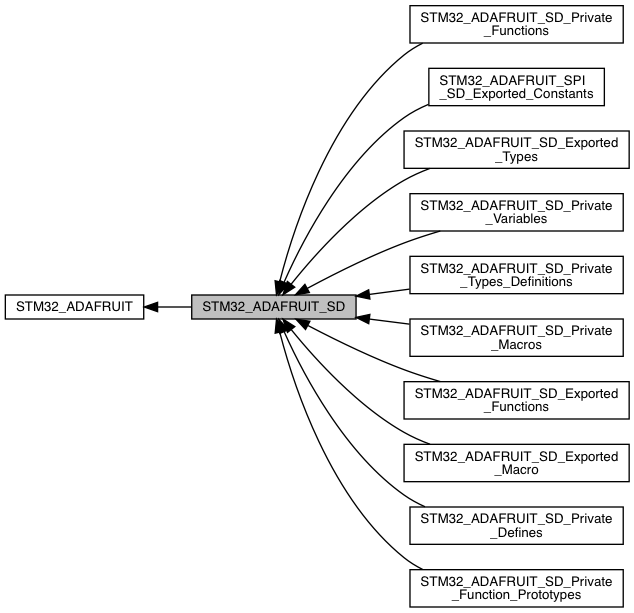 STM32_ADAFRUIT_SD_Private
_Functions
STM32_ADAFRUIT_SPI
_SD_Exported_Constants
STM32_ADAFRUIT_SD_Exported
_Types
STM32_ADAFRUIT_SD_Private
_Variables
STM32_ADAFRUIT_SD_Private
_Types_Definitions
STM32_ADAFRUIT
STM32_ADAFRUIT_SD
STM32_ADAFRUIT_SD_Private
_Macros
STM32_ADAFRUIT_SD_Exported
_Functions
STM32_ADAFRUIT_SD_Exported
_Macro
STM32_ADAFRUIT_SD_Private
_Defines
STM32_ADAFRUIT_SD_Private
_Function_Prototypes